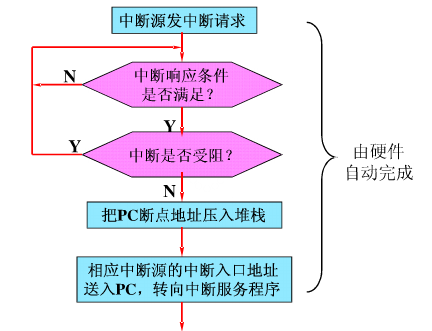 中断源发中断请求
N
中断响应条件
是否满足?
Y
Y
中断是否受阻?
N
把PC断点地址压入堆栈
相应中断源的中断入口地址
送入PC，转向中断服务程序
由硬件
自动完成